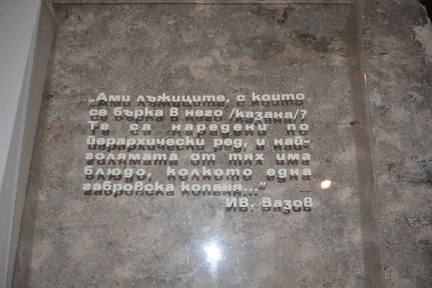 „Ами лъжиците, с които
се бърка в него /казана/?
Те са наредени по
йерархически ред, и най-
голямата от тях има
блюдо, колкото една
габровска копаня..."
ИВ. Вазов